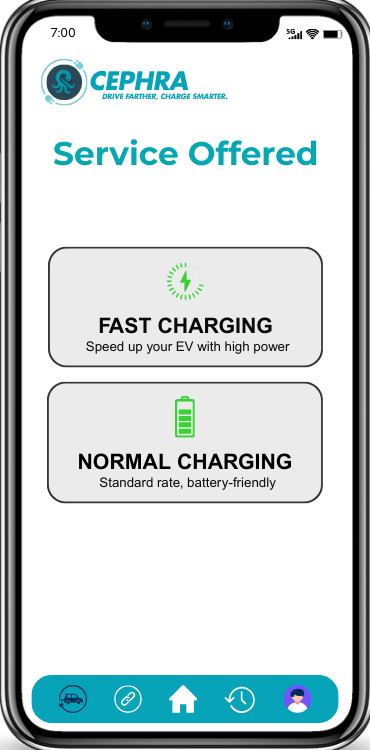 7:00
5G
CEPHRA
DRIVE FARTHER, CHARGE SMARTER.
Service Offered
FAST CHARGING
Speed up your EV with high power
NORMAL CHARGING
Standard rate, battery-friendly